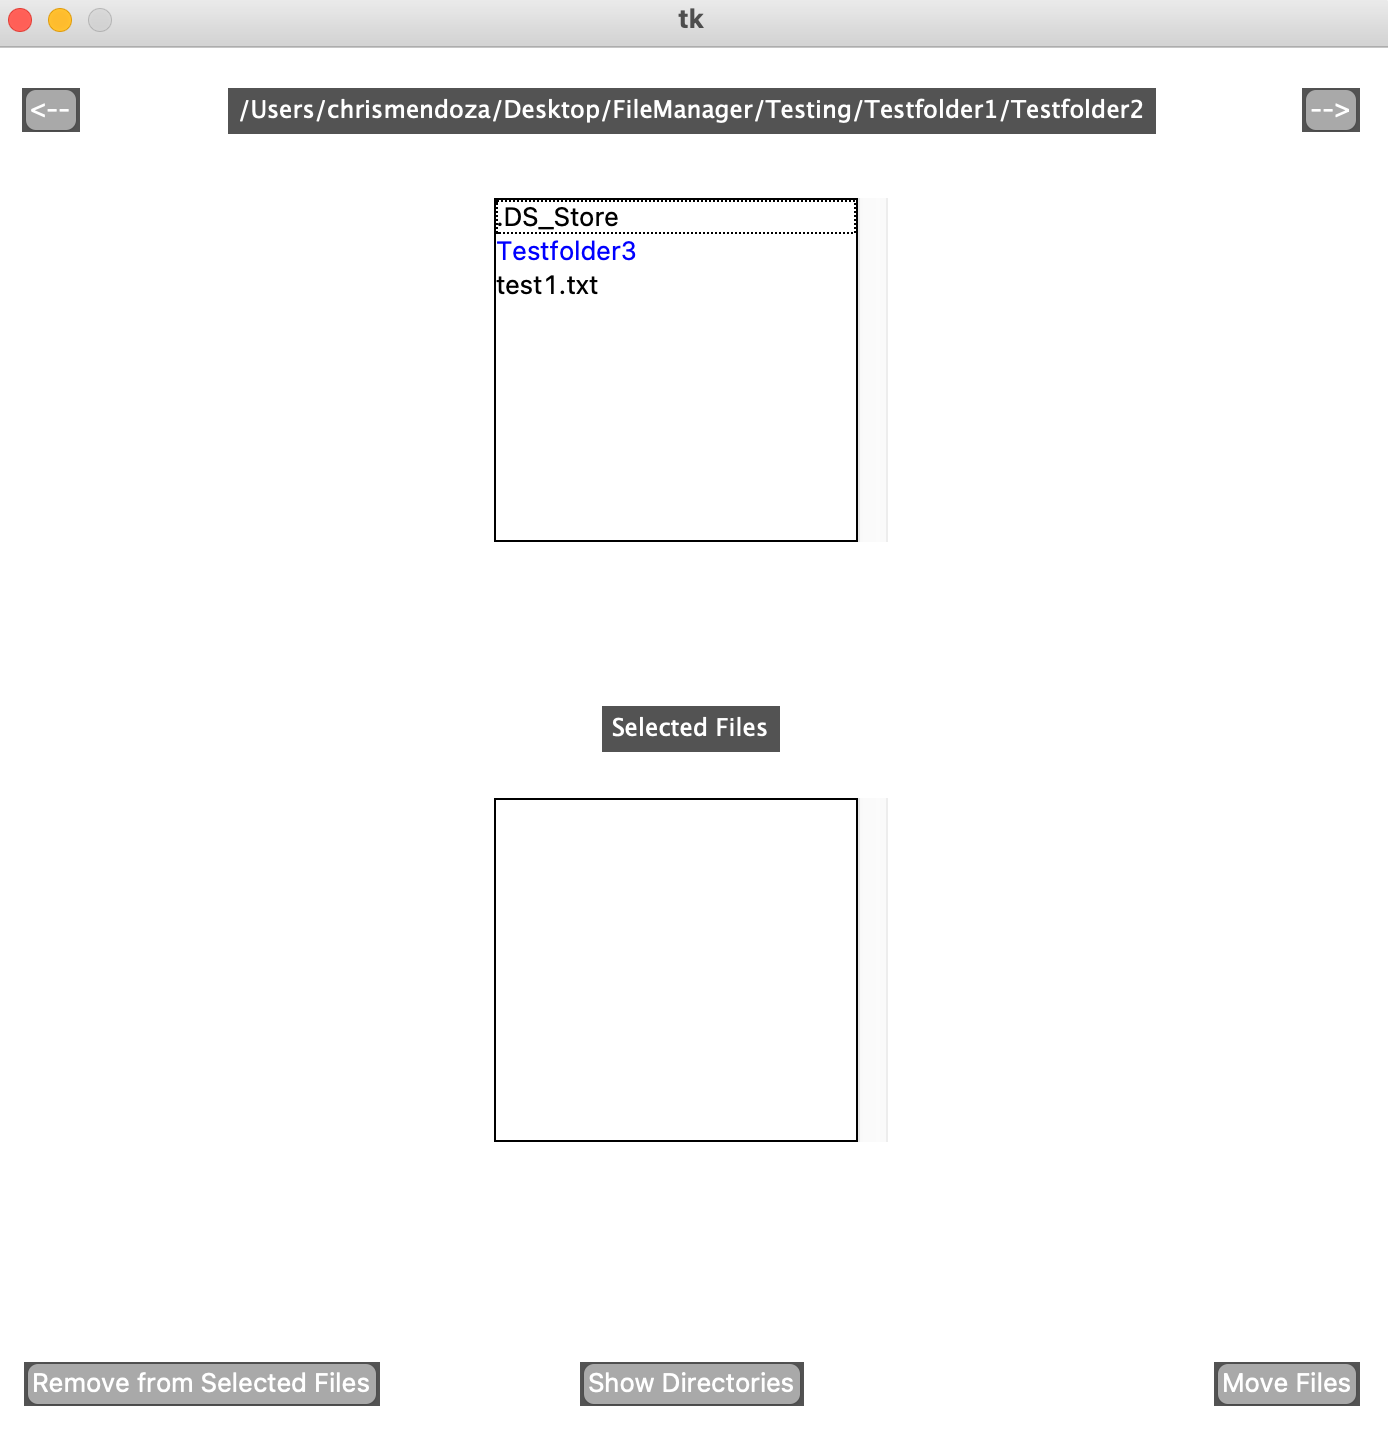 tk
<--
/Users/chrismendoza/Desktop/FileManager/Testing/Testfolder1/Testfolder2
-->
.DS_Store
Testfolder3
test1.txt
Selected Files
Remove from Selected Files
Show Directories
Move Files